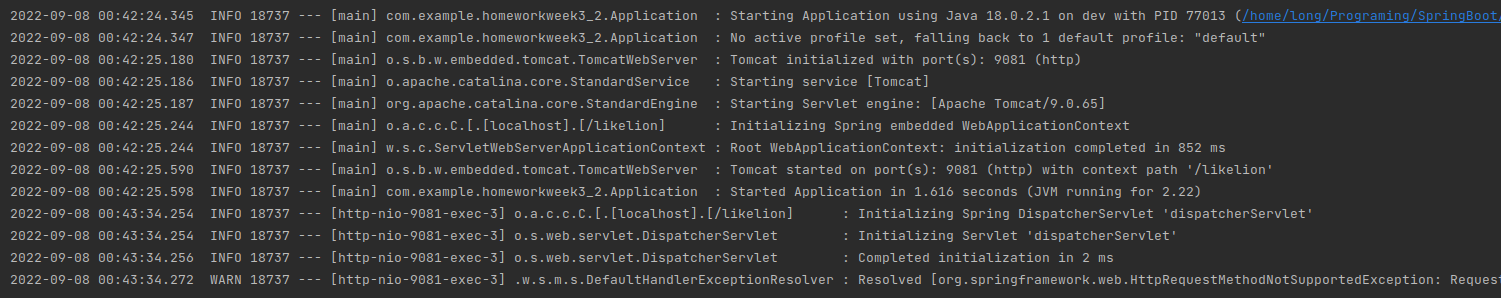 2022-09-08 00:42:24.345  INFO 18737 --- [main] com.example.homeworkweek3_2.Application  : Starting Application using Java 18.0.2.1 on dev with PID 77013 (/home/long/Programing/SpringBoot/
2022-09-08 00:42:24.347  INFO 18737 --- [main] com.example.homeworkweek3_2.Application  : No active profile set, falling back to 1 default profile: "default"
2022-09-08 00:42:25.180  INFO 18737 --- [main] o.s.b.w.embedded.tomcat.TomcatWebServer  : Tomcat initialized with port(s): 9081 (http)
2022-09-08 00:42:25.186  INFO 18737 --- [main] o.apache.catalina.core.StandardService   : Starting service [Tomcat]
2022-09-08 00:42:25.187  INFO 18737 --- [main] org.apache.catalina.core.StandardEngine  : Starting Servlet engine: [Apache Tomcat/9.0.65]
2022-09-08 00:42:25.244  INFO 18737 --- [main] o.a.c.c.C.[.[localhost].[/likelion]      : Initializing Spring embedded WebApplicationContext
2022-09-08 00:42:25.244  INFO 18737 --- [main] w.s.c.ServletWebServerApplicationContext : Root WebApplicationContext: initialization completed in 852 ms
2022-09-08 00:42:25.590  INFO 18737 --- [main] o.s.b.w.embedded.tomcat.TomcatWebServer  : Tomcat started on port(s): 9081 (http) with context path '/likelion'
2022-09-08 00:42:25.598  INFO 18737 --- [main] com.example.homeworkweek3_2.Application  : Started Application in 1.616 seconds (JVM running for 2.22)
2022-09-08 00:43:34.254  INFO 18737 --- [http-nio-9081-exec-3] o.a.c.c.C.[.[localhost].[/likelion]      : Initializing Spring DispatcherServlet 'dispatcherServlet'
2022-09-08 00:43:34.254  INFO 18737 --- [http-nio-9081-exec-3] o.s.web.servlet.DispatcherServlet        : Initializing Servlet 'dispatcherServlet'
2022-09-08 00:43:34.256  INFO 18737 --- [http-nio-9081-exec-3] o.s.web.servlet.DispatcherServlet        : Completed initialization in 2 ms
2022-09-08 00:43:34.272  WARN 18737 --- [http-nio-9081-exec-3] .w.s.m.s.DefaultHandlerExceptionResolver : Resolved [org.springframework.web.HttpRequestMethodNotSupportedException: Request